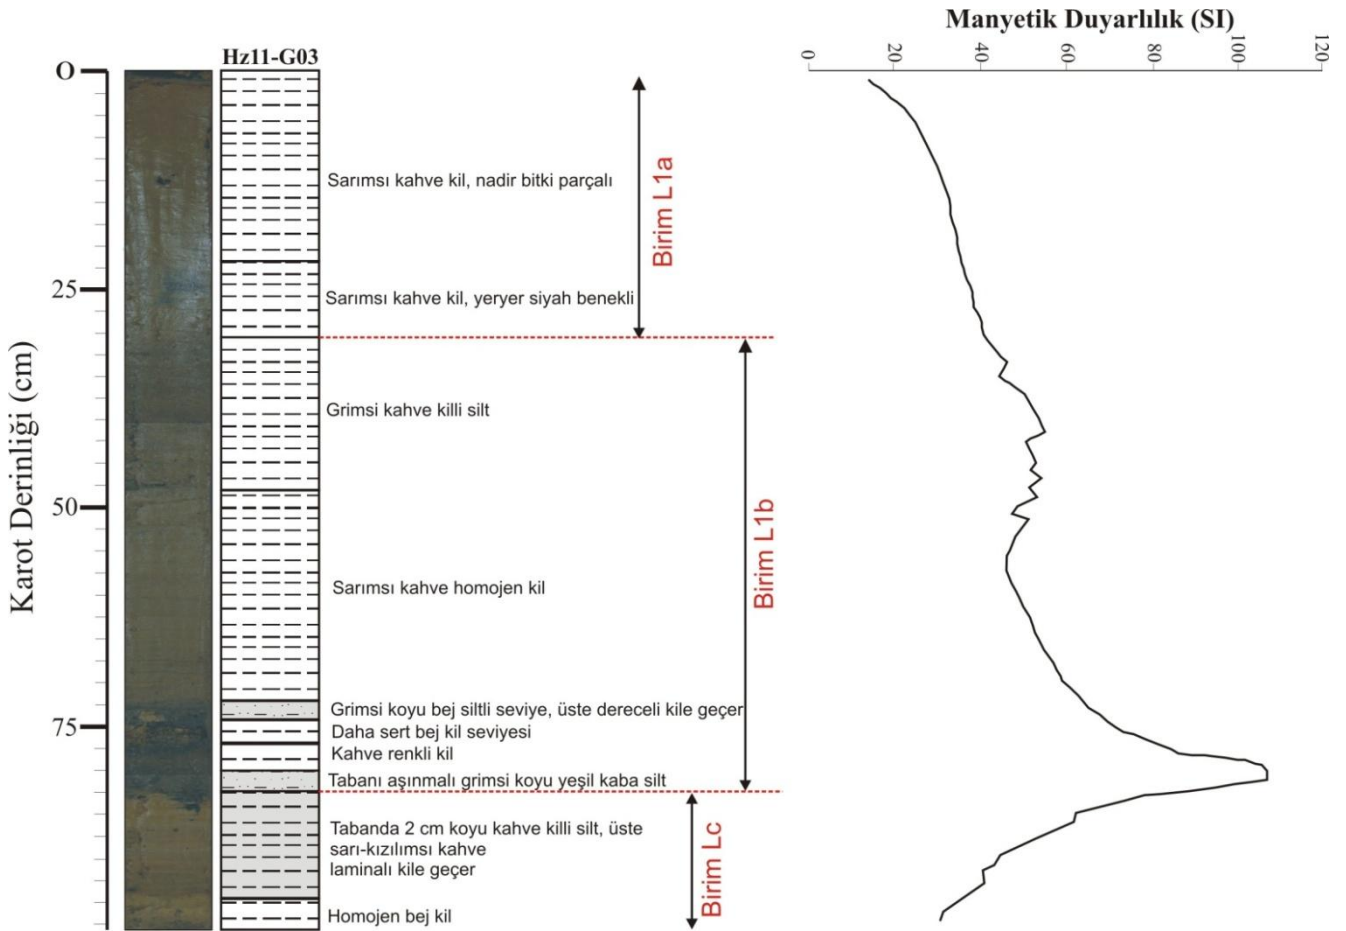 Manyetik Duyarlılık (SI)
0 20 40 60 80 100 120
Hz11-G03
Karot Derinliği (cm)
O
25
50
75
Sarımsı kahve kil, nadir bitki parçalı
Sarımsı kahve kil, yeryer siyah benekli
Birim L1a
Grimsi kahve killi silt
Sarımsı kahve homojen kil
Grimsi koyu bej siltli seviye, üste dereceli kile geçer
Daha sert bej kil seviyesi
Kahve renkli kil
Tabanı aşınmalı grimsi koyu yeşil kaba silt
Birim L1b
Tabanda 2 cm koyu kahve killi silt, üste
sarı-kızılımsı kahve
laminalı kile geçer
Homojen bej kil
Birim Lc